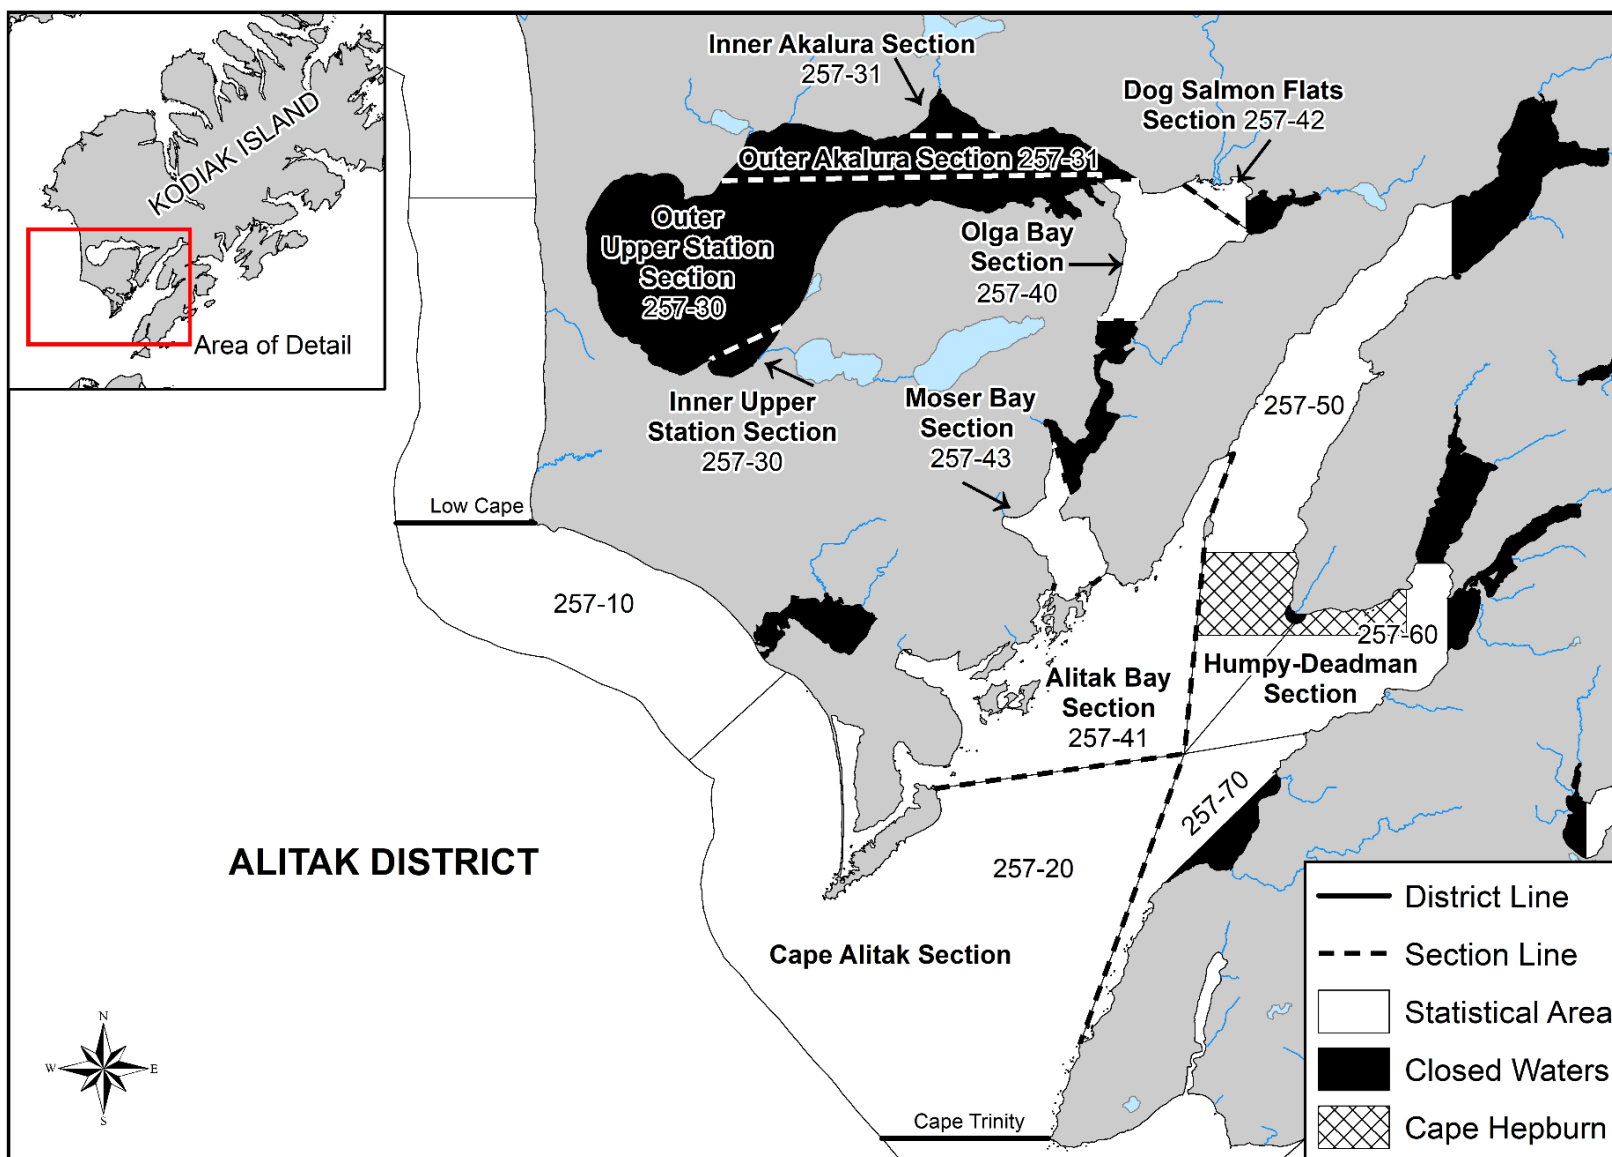 KODIAK ISLAND
Area of Detail
Inner Akalura Section
257-31
Dog Salmon Flats
Section 257-42
Outer Akalura Section 257-31
Outer
Upper Station
Section
257-30
Olga Bay
Section
257-40
Inner Upper
Station Section
257-30
Moser Bay
Section
257-43
257-50
Low Cape
257-10
257-60
Humpy-Deadman
Section
Alitak Bay
Section
257-41
257-70
ALITAK DISTRICT
257-20
Cape Alitak Section
Cape Trinity
N
W
E
S
District Line
Section Line
Statistical Area
Closed Waters
Cape Hepburn